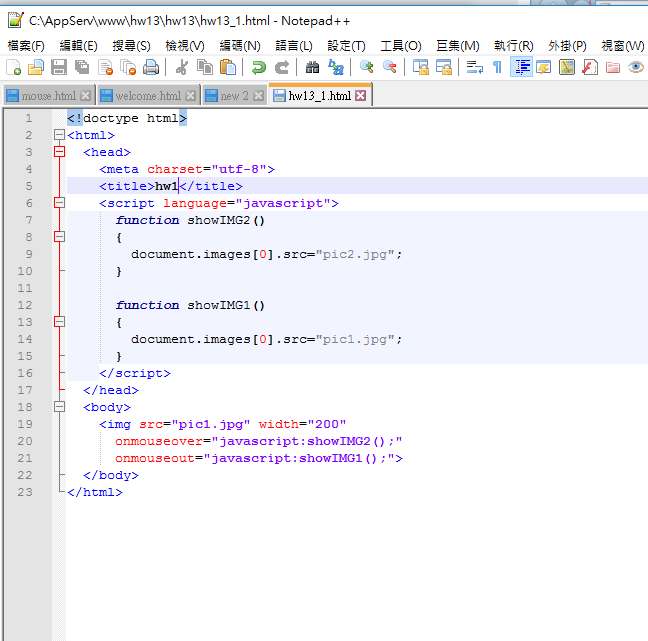 C:\AppServ\www\hw13\hw13\hw13_1.html - Notepad++
檔案(F) 編輯(E) 搜尋(S) 檢視(V) 編碼(N) 語言(L) 設定(T) 工具(O) 巨集(M) 執行(R) 外掛(P) 視窗(W)
mouse.html welcome.html new 2 hw13_1.html
1 <!doctype html>
2 <html>
3 <head>
4 <meta charset="utf-8">
5 <title>hw1</title>
6 <script language="javascript">
7 function showIMG2()
8 {
9 document.images[0].src="pic2.jpg";
10 }
11
12 function showIMG1()
13 {
14 document.images[0].src="pic1.jpg";
15 }
16 </script>
17 </head>
18 <body>
19 <img src="pic1.jpg" width="200"
20 onmouseover="javascript:showIMG2();"
21 onmouseout="javascript:showIMG1();">
22 </body>
23 </html>